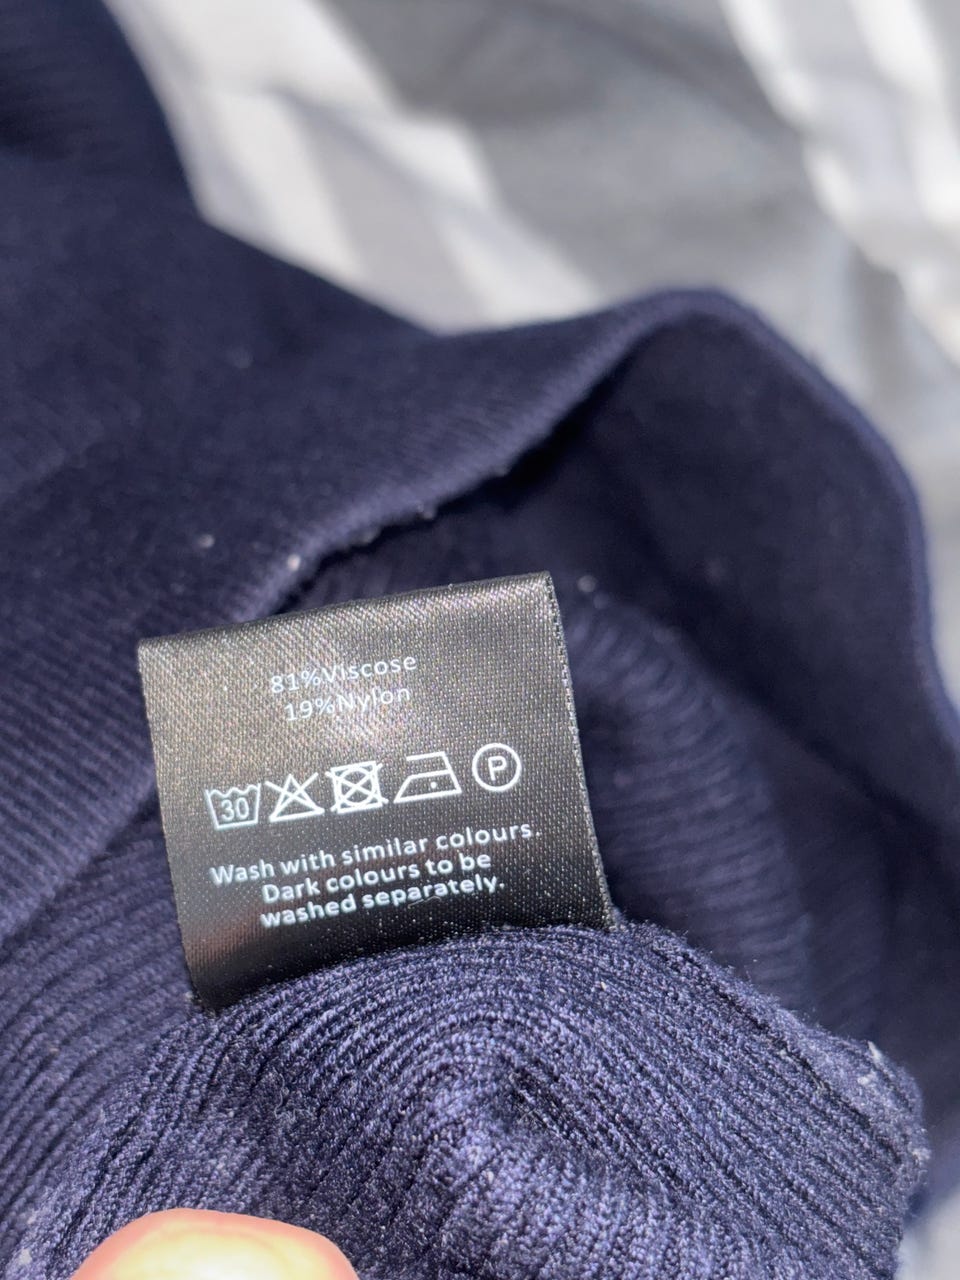 81%Viscose
19%Nylon
30 P
Wash with similar colours.
Dark colours to be
washed separately.